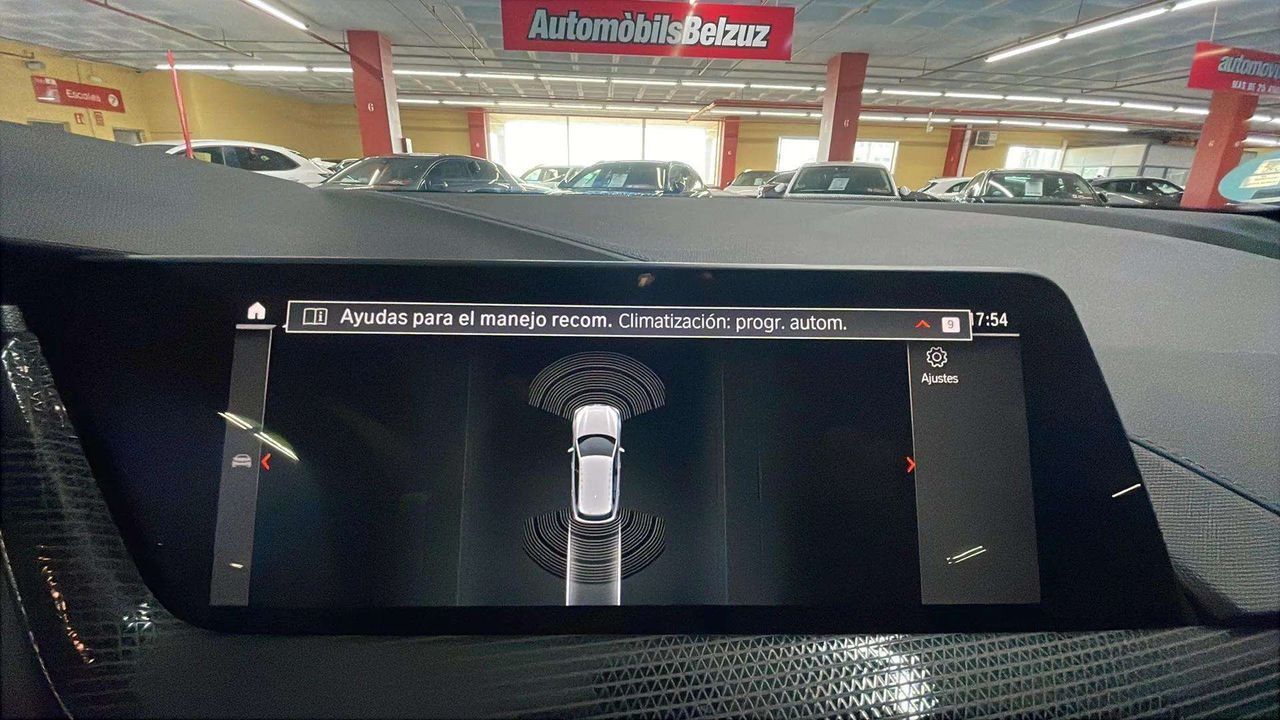 AutomòbilsBelzuz
Escales
6
6
Ayudas para el manejo recom. Climatización: progr. autom.
9
17:54
Ajustes